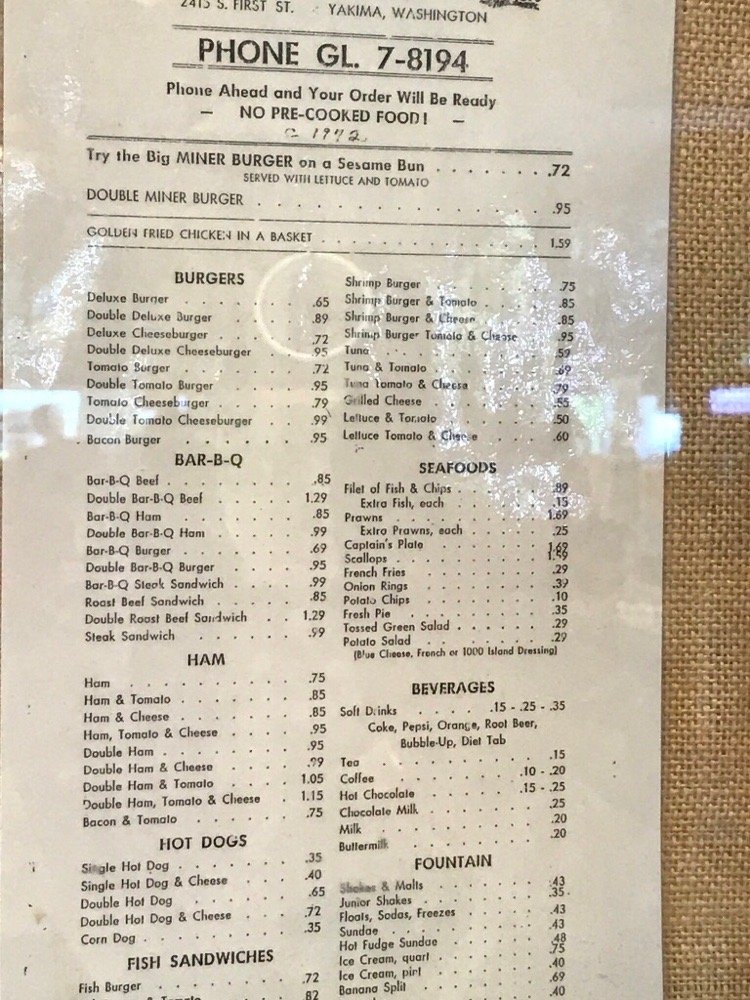 2415 S. FIRST ST. YAKIMA, WASHINGTON
PHONE GL. 7-8194
Phone Ahead and Your Order Will Be Ready
— NO PRE-COOKED FOOD! —
C 1972
Try the Big MINER BURGER on a Sesame Bun . . . . . . . .72
SERVED WITH LETTUCE AND TOMATO
DOUBLE MINER BURGER . . . . . . . .95
GOLDEN FRIED CHICKEN IN A BASKET . . . . . . . 1.59
BURGERS
Deluxe Burger . . . . . . .65
Double Deluxe Burger . . . . .89
Deluxe Cheeseburger . . . . .72
Double Deluxe Cheeseburger . . .95
Tomato Burger . . . . . . .72
Double Tomato Burger . . . . .95
Tomato Cheeseburger . . . . .79
Double Tomato Cheeseburger . . .99
Bacon Burger . . . . . . .95
BAR-B-Q
Bar-B-Q Beef . . . . . . .85
Double Bar-B-Q Beef . . . . 1.29
Bar-B-Q Ham . . . . . . .85
Double Bar-B-Q Ham . . . . .99
Bar-B-Q Burger . . . . . .69
Double Bar-B-Q Burger . . . .95
Bar-B-Q Steak Sandwich . . . .99
Roast Beef Sandwich . . . . .85
Double Roast Beef Sandwich . . 1.29
Steak Sandwich . . . . . .99
HAM
Ham . . . . . . . . .75
Ham & Tomato . . . . . . .85
Ham & Cheese . . . . . . .85
Ham, Tomato & Cheese . . . . .95
Double Ham . . . . . . .95
Double Ham & Cheese . . . . .99
Double Ham & Tomato . . . . 1.05
Double Ham, Tomato & Cheese . 1.15
Bacon & Tomato . . . . . .75
HOT DOGS
Single Hot Dog . . . . . . .35
Single Hot Dog & Cheese . . . .40
Double Hot Dog . . . . . .65
Double Hot Dog & Cheese . . . .72
Corn Dog . . . . . . . .35
FISH SANDWICHES
Fish Burger . . . . . . .72
.82
Shrimp Burger . . . . . . .75
Shrimp Burger & Tomato . . . . .85
Shrimp Burger & Cheese . . . . .85
Shrimp Burger Tomato & Cheese . . .95
Tuna . . . . . . . . .59
Tuna & Tomato . . . . . . .69
Tuna Tomato & Cheese . . . . .79
Grilled Cheese . . . . . . .55
Lettuce & Tomato . . . . . .50
Lettuce Tomato & Cheese . . . . .60
SEAFOODS
Filet of Fish & Chips . . . . . .89
Extra Fish, each . . . . . .15
Prawns . . . . . . . . 1.69
Extra Prawns, each . . . . .25
Captain's Plate . . . . . . 1.69
Scallops . . . . . . .
French Fries . . . . . . .29
Onion Rings . . . . . . .39
Potato Chips . . . . . . .10
Fresh Pie . . . . . . . .35
Tossed Green Salad . . . . . .29
Potato Salad . . . . . . .29
(Blue Cheese, French or 1000 Island Dressing)
BEVERAGES
Soft Drinks . . . . .15 - .25 - .35
Coke, Pepsi, Orange, Root Beer,
Bubble-Up, Diet Tab
Tea . . . . . . . . .15
Coffee . . . . . . .10 - .20
Hot Chocolate . . . . .15 - .25
Chocolate Milk . . . . . . .25
Milk . . . . . . . . .20
Buttermilk . . . . . . . .20
FOUNTAIN
Shakes & Malts . . . . . . .43
Junior Shakes . . . . . . .35
Floats, Sodas, Freezes . . . . .43
Sundae . . . . . . . .43
Hot Fudge Sundae . . . . . .48
Ice Cream, quart . . . . . .75
Ice Cream, pint . . . . . . .40
Banana Split . . . . . . .69
.40